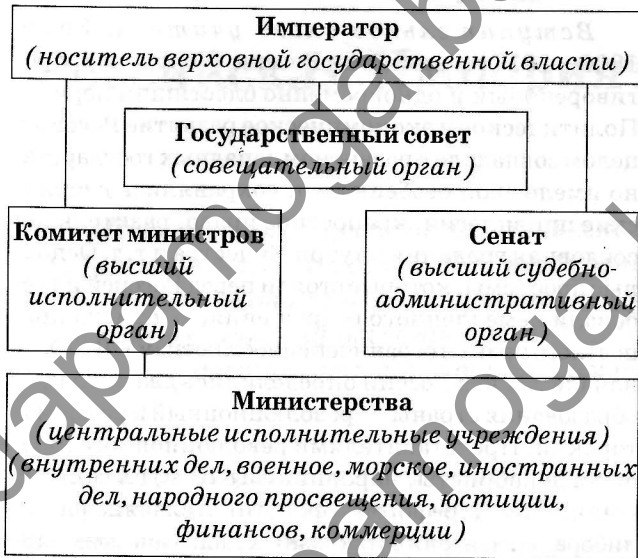 Император
(носитель верховной государственной власти)
Государственный совет
(совещательный орган)
Комитет министров
(высший
исполнительный
орган)
Сенат
(высший судебно-
административный
орган)
Министерства
(центральные исполнительные учреждения)
(внутренних дел, военное, морское, иностранных
дел, народного просвещения, юстиции,
финансов, коммерции)